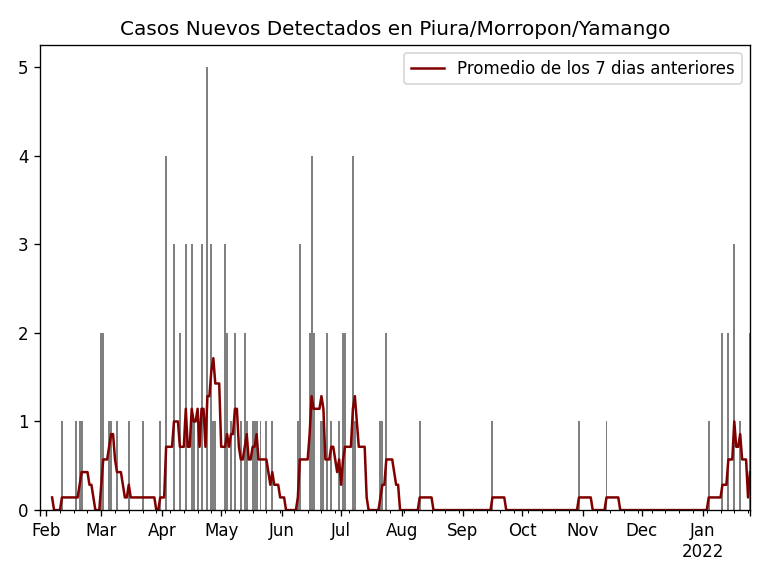 Casos Nuevos Detectados en Piura/Morropon/Yamango
Promedio de los 7 dias anteriores
5
4
3
2
1
0
Feb Mar Apr May Jun Jul Aug Sep Oct Nov Dec Jan
2022